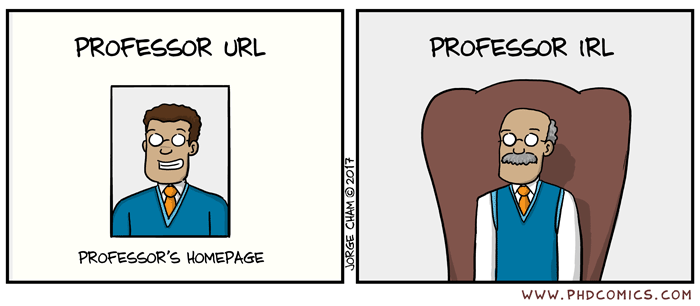 PROFESSOR URL
PROFESSOR'S HOMEPAGE
JORGE CHAM © 2017
PROFESSOR IRL
WWW.PHDCOMICS.COM